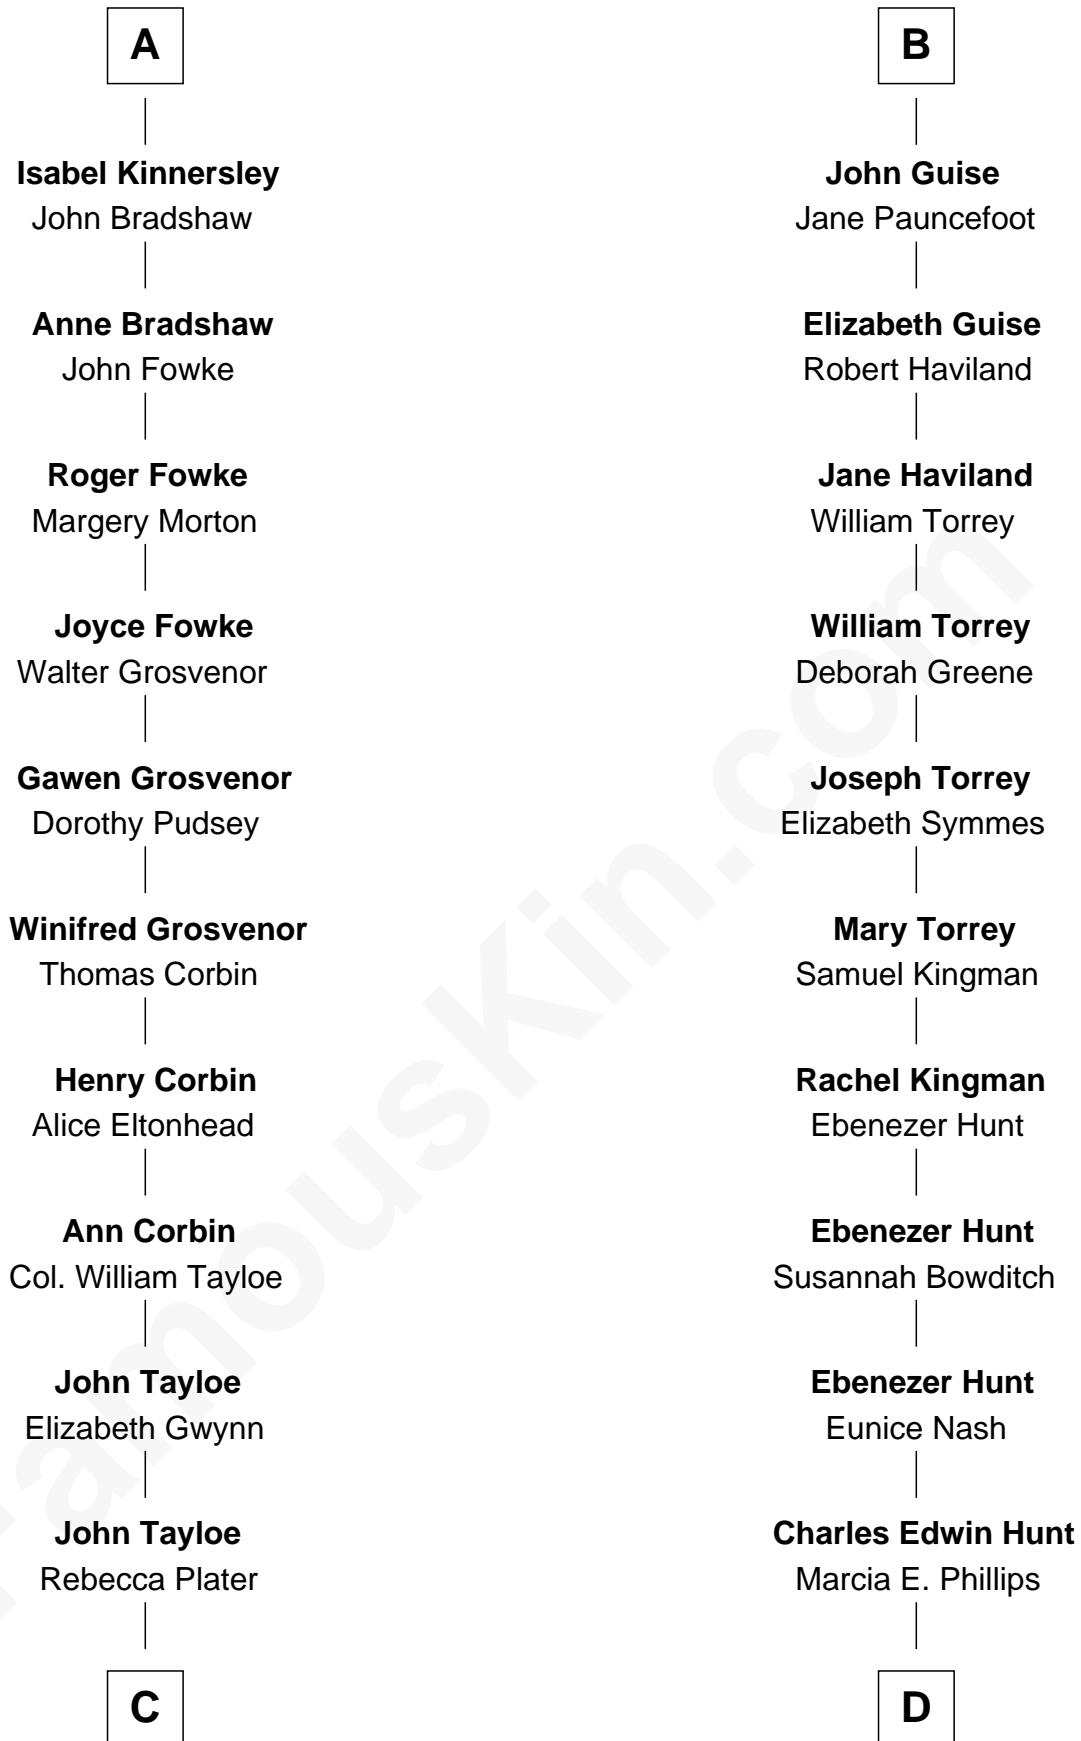 A
Isabel Kinnersley
John Bradshaw
Anne Bradshaw
John Fowke
Roger Fowke
Margery Morton
Joyce Fowke
Walter Grosvenor
Gawen Grosvenor
Dorothy Pudsey
Winifred Grosvenor
Thomas Corbin
Henry Corbin
Alice Eltonhead
Ann Corbin
Col. William Tayloe
John Tayloe
Elizabeth Gwynn
John Tayloe
Rebecca Plater
C
B
John Guise
Jane Pauncefoot
Elizabeth Guise
Robert Haviland
Jane Haviland
William Torrey
William Torrey
Deborah Greene
Joseph Torrey
Elizabeth Symmes
Mary Torrey
Samuel Kingman
Rachel Kingman
Ebenezer Hunt
Ebenezer Hunt
Susannah Bowditch
Ebenezer Hunt
Eunice Nash
Charles Edwin Hunt
Marcia E. Phillips
D
FamousKin.com